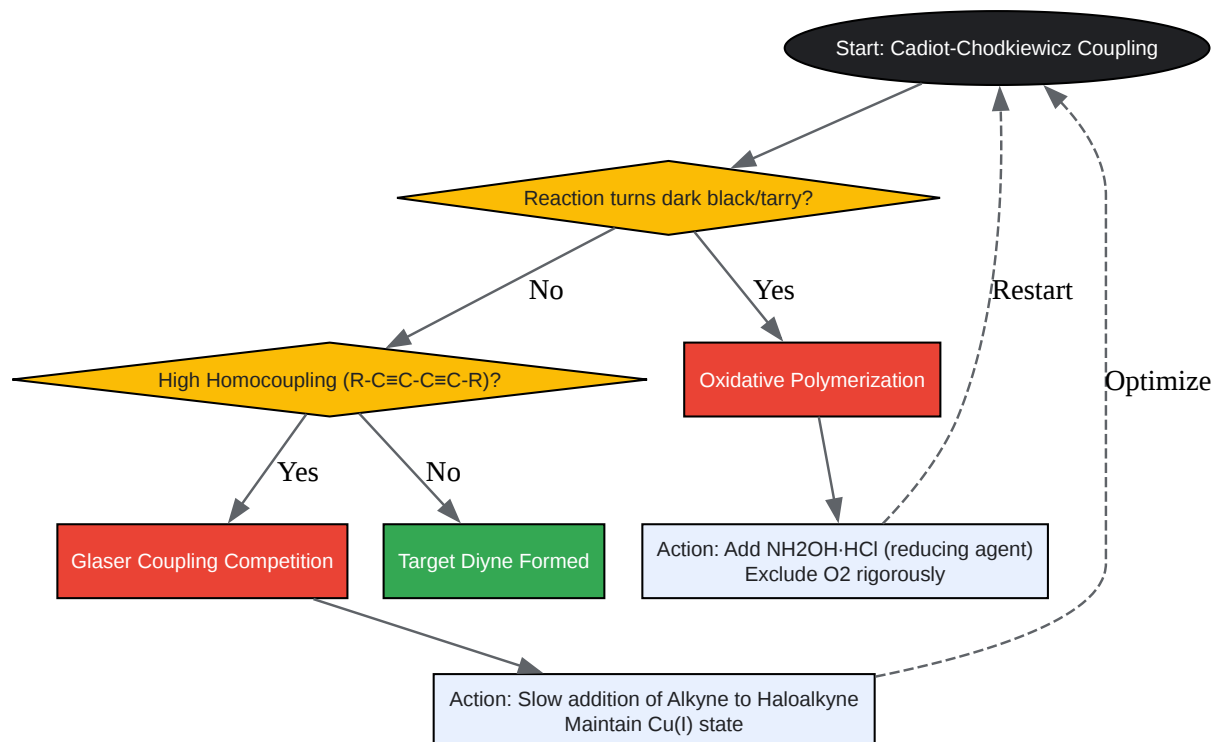 Start: Cadiot-Chodkiewicz Coupling
Reaction turns dark black/tarry?
No
Yes
Restart
High Homocoupling (R-C≡C-C≡C-R)?
Oxidative Polymerization
Optimize
Yes
No
Glaser Coupling Competition
Target Diyne Formed
Action: Add NH2OH·HCl (reducing agent)
Exclude O2 rigorously
Action: Slow addition of Alkyne to Haloalkyne
Maintain Cu(I) state